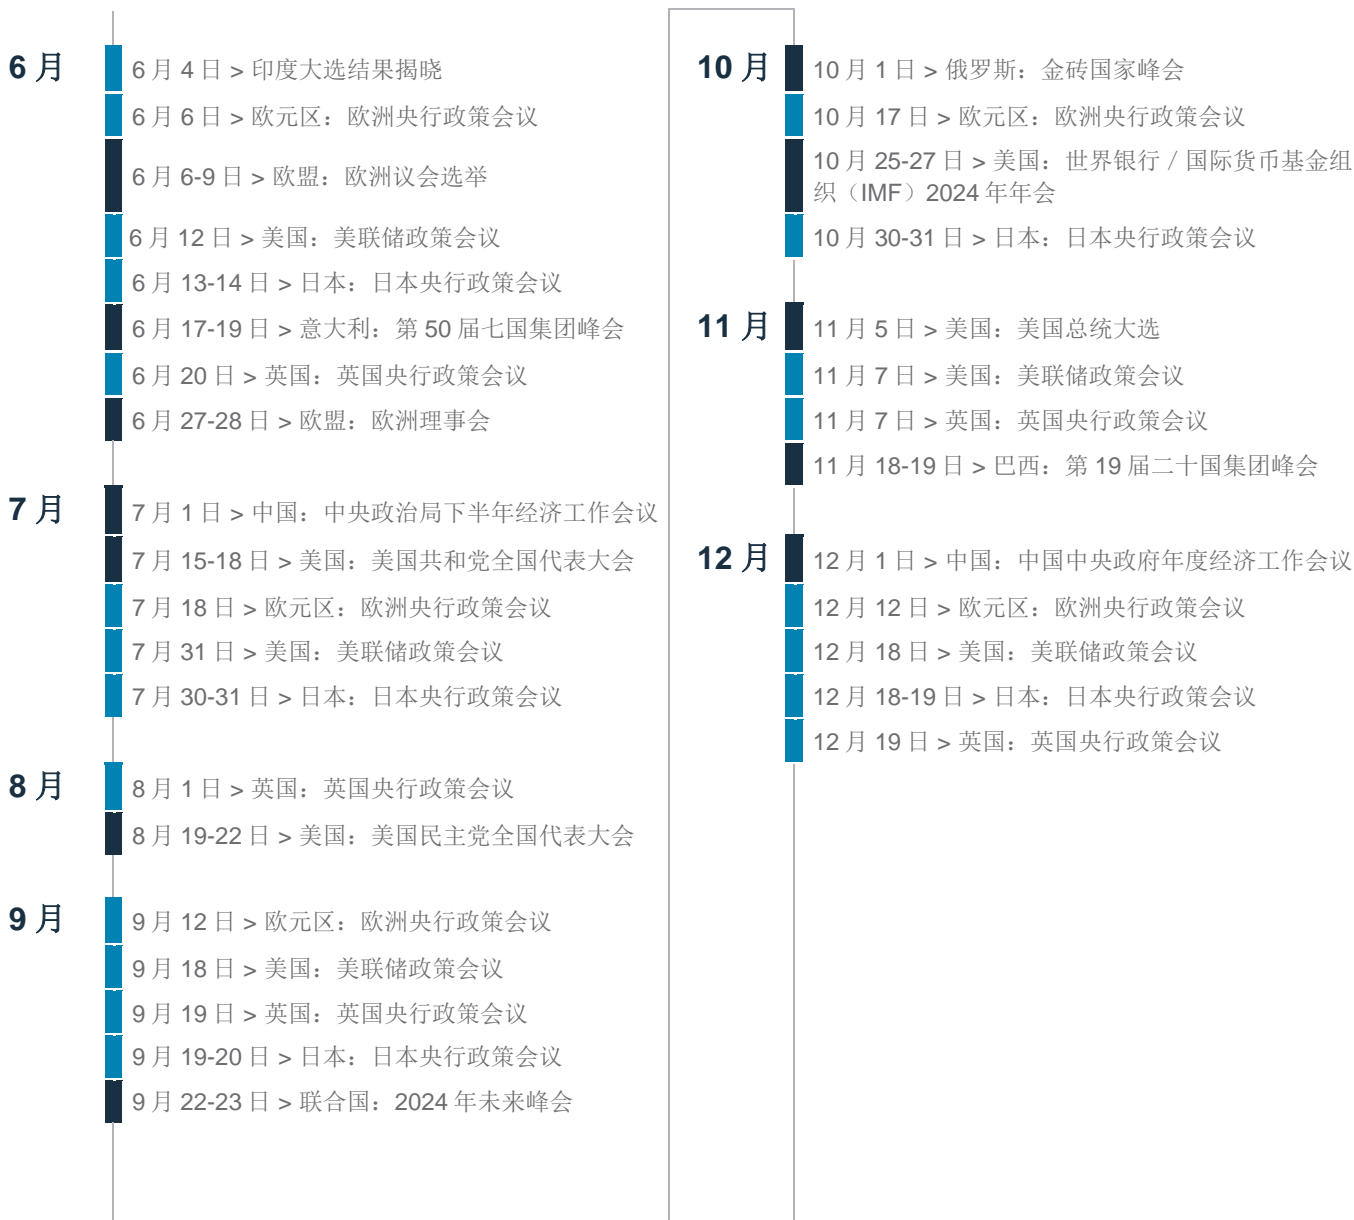 6 月
6 月 4 日 > 印度大选结果揭晓
6 月 6 日 > 欧元区：欧洲央行政策会议
6 月 6-9 日 > 欧盟：欧洲议会选举
6 月 12 日 > 美国：美联储政策会议
6 月 13-14 日 > 日本：日本央行政策会议
6 月 17-19 日 > 意大利：第 50 届七国集团峰会
6 月 20 日 > 英国：英国央行政策会议
6 月 27-28 日 > 欧盟：欧洲理事会
7 月
7 月 1 日 > 中国：中央政治局下半年经济工作会议
7 月 15-18 日 > 美国：美国共和党全国代表大会
7 月 18 日 > 欧元区：欧洲央行政策会议
7 月 31 日 > 美国：美联储政策会议
7 月 30-31 日 > 日本：日本央行政策会议
8 月
8 月 1 日 > 英国：英国央行政策会议
8 月 19-22 日 > 美国：美国民主党全国代表大会
9 月
9 月 12 日 > 欧元区：欧洲央行政策会议
9 月 18 日 > 美国：美联储政策会议
9 月 19 日 > 英国：英国央行政策会议
9 月 19-20 日 > 日本：日本央行政策会议
9 月 22-23 日 > 联合国：2024 年未来峰会
10 月
10 月 1 日 > 俄罗斯：金砖国家峰会
10 月 17 日 > 欧元区：欧洲央行政策会议
10 月 25-27 日 > 美国：世界银行 / 国际货币基金组
织（IMF）2024 年年会
10 月 30-31 日 > 日本：日本央行政策会议
11 月
11 月 5 日 > 美国：美国总统大选
11 月 7 日 > 美国：美联储政策会议
11 月 7 日 > 英国：英国央行政策会议
11 月 18-19 日 > 巴西：第 19 届二十国集团峰会
12 月
12 月 1 日 > 中国：中国中央政府年度经济工作会议
12 月 12 日 > 欧元区：欧洲央行政策会议
12 月 18 日 > 美国：美联储政策会议
12 月 18-19 日 > 日本：日本央行政策会议
12 月 19 日 > 英国：英国央行政策会议